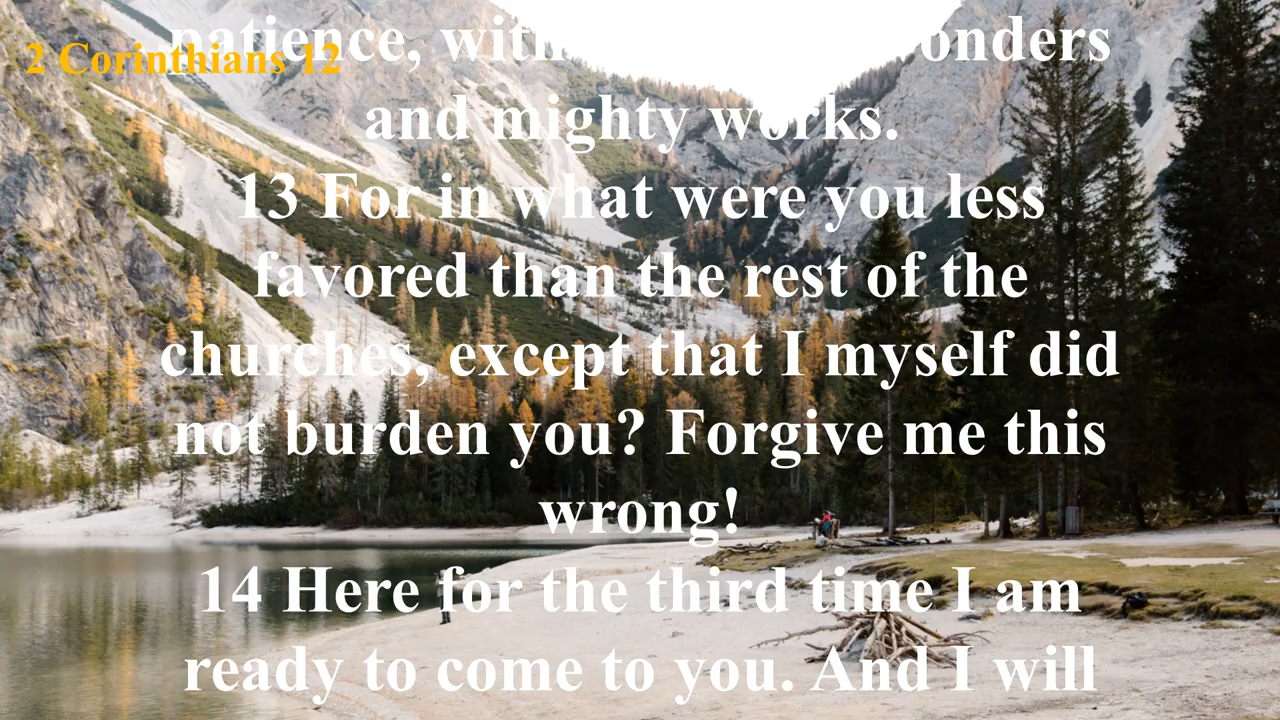 2 Corinthians 12
patience, with onders
and mighty works.
13 For in what were you less
favored than the rest of the
churches, except that I myself did
not burden you? Forgive me this
wrong!
14 Here for the third time I am
ready to come to you. And I will